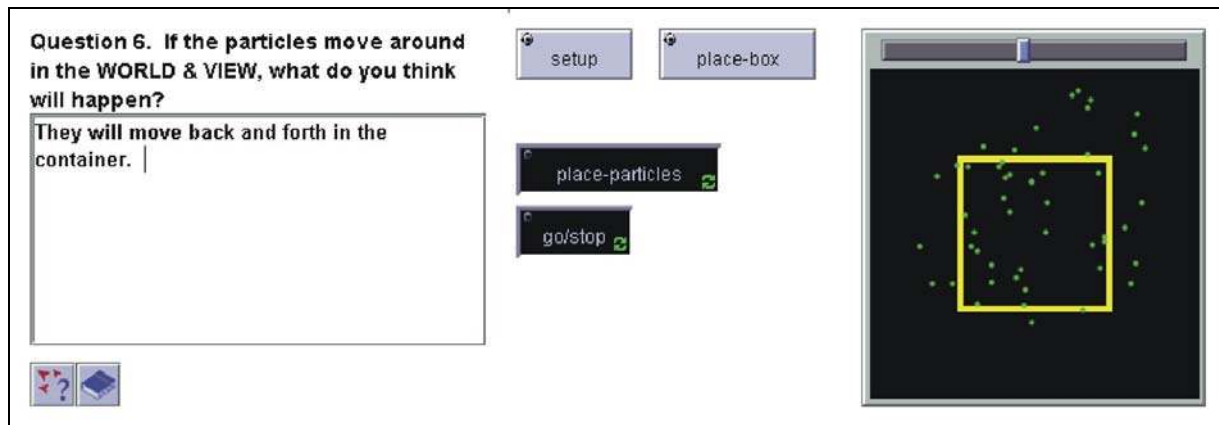 Question 6.  If the particles move around
in the WORLD & VIEW, what do you think
will happen?
They will move back and forth in the
container.
setup
place-box
place-particles
go/stop